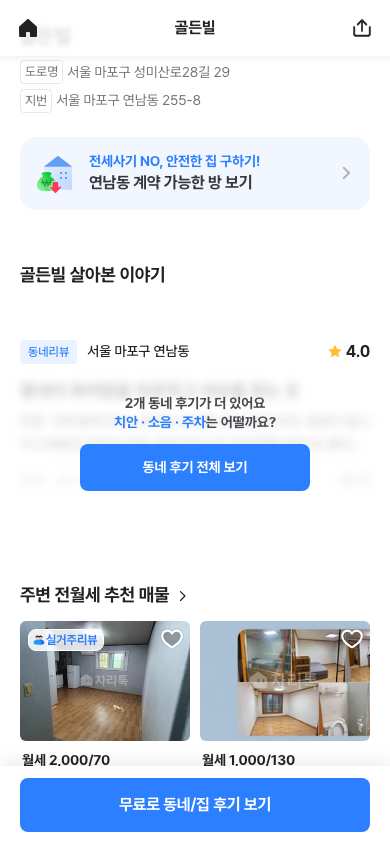 골든빌
도로명 서울 마포구 성미산로28길 29
지번 서울 마포구 연남동 255-8
전세사기 NO, 안전한 집 구하기!
연남동 계약 가능한 방 보기
골든빌 살아본 이야기
동네리뷰 서울 마포구 연남동 4.0
2개 동네 후기가 더 있어요
치안 · 소음 · 주차는 어떨까요?
동네 후기 전체 보기
주변 전월세 추천 매물
실거주리뷰
자리톡
자리톡
월세 2,000/70
월세 1,000/130
무료로 동네/집 후기 보기